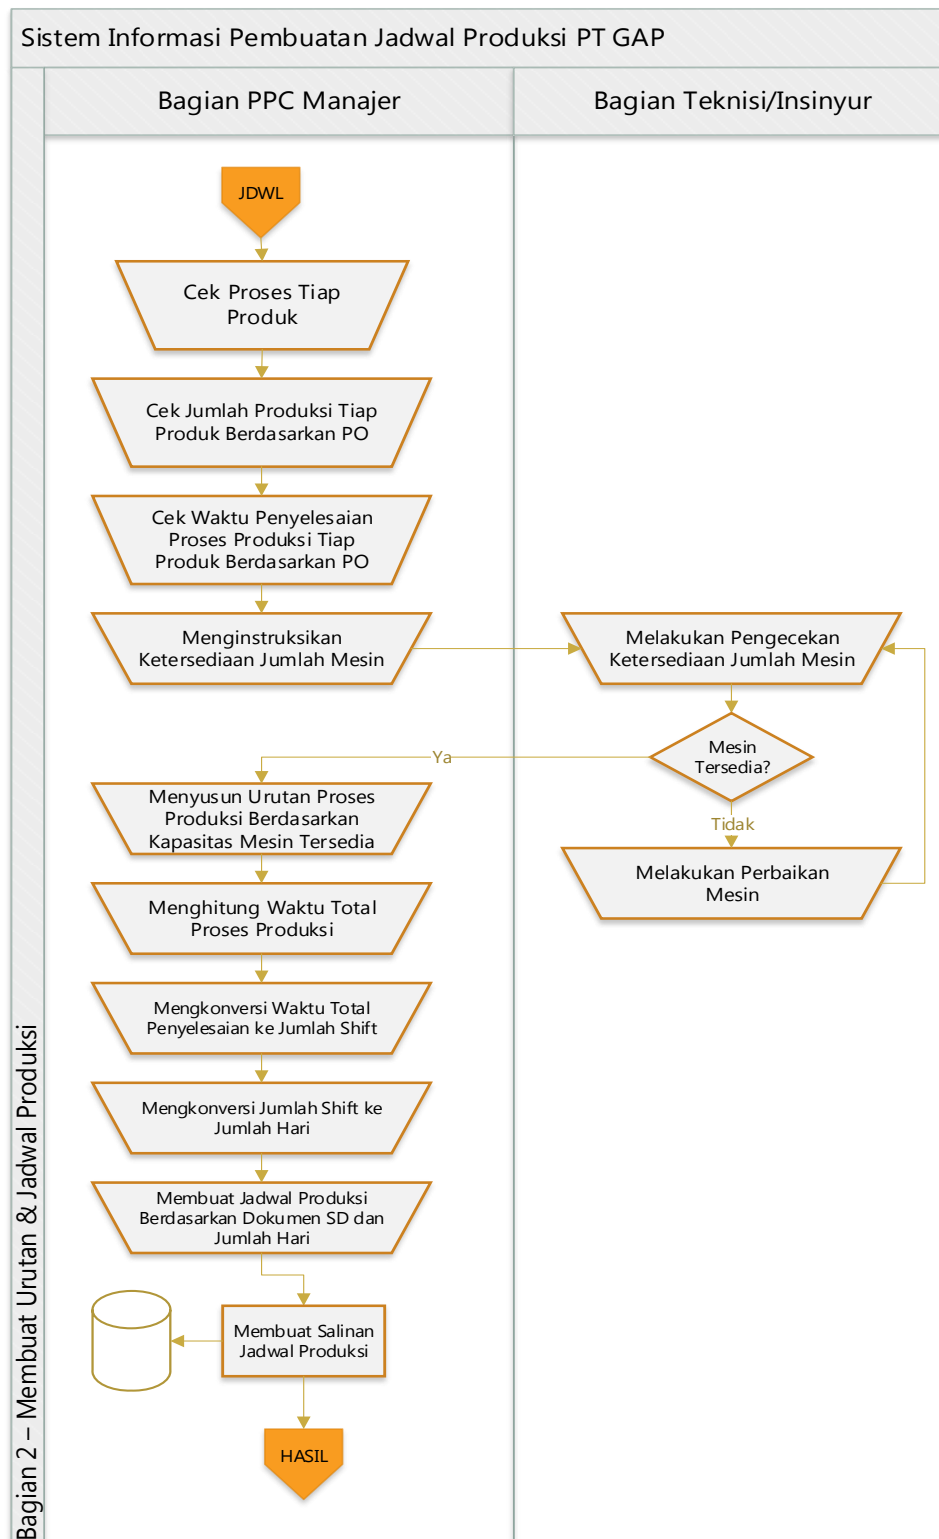 Sistem Informasi Pembuatan Jadwal Produksi PT GAP
Bagian PPC Manajer
Bagian Teknisi/Insinyur
Bagian 2 – Membuat Urutan & Jadwal Produksi
JDWL
Cek Proses Tiap
Produk
Cek Jumlah Produksi Tiap
Produk Berdasarkan PO
Cek Waktu Penyelesaian
Proses Produksi Tiap
Produk Berdasarkan PO
Menginstruksikan
Ketersediaan Jumlah Mesin
Melakukan Pengecekan
Ketersediaan Jumlah Mesin
Mesin
Tersedia?
Ya
Tidak
Melakukan Perbaikan
Mesin
Menyusun Urutan Proses
Produksi Berdasarkan
Kapasitas Mesin Tersedia
Menghitung Waktu Total
Proses Produksi
Mengkonversi Waktu Total
Penyelesaian ke Jumlah Shift
Mengkonversi Jumlah Shift ke
Jumlah Hari
Membuat Jadwal Produksi
Berdasarkan Dokumen SD dan
Jumlah Hari
Membuat Salinan
Jadwal Produksi
HASIL